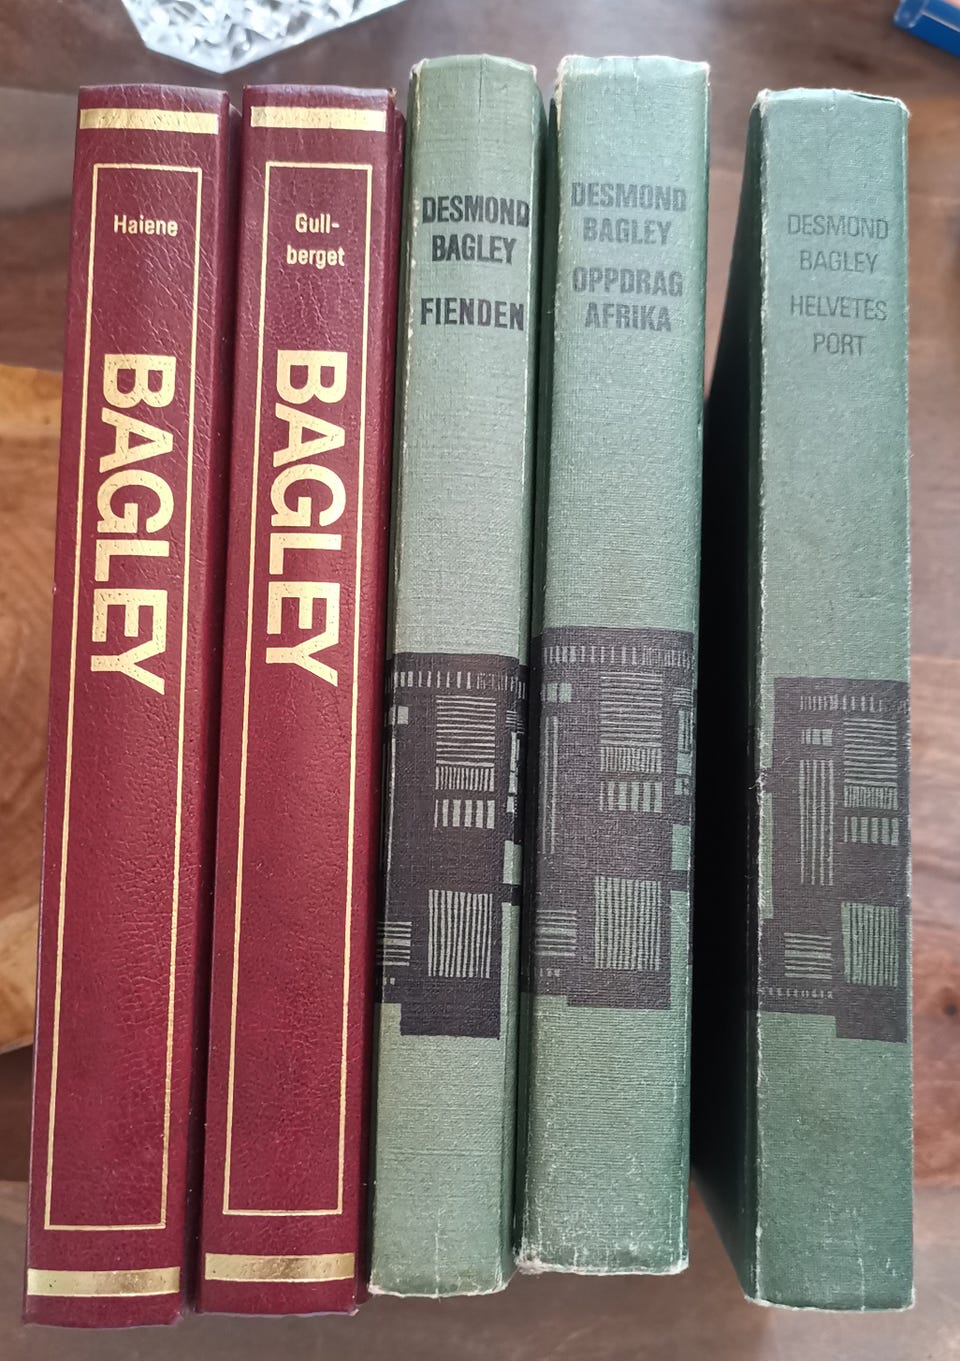 Haiene
BAGLEY
Gull-
berget
BAGLEY
DESMOND
BAGLEY
FIENDEN
DESMOND
BAGLEY
OPPDRAG
AFRIKA
DESMOND
BAGLEY
HELVETES
PORT